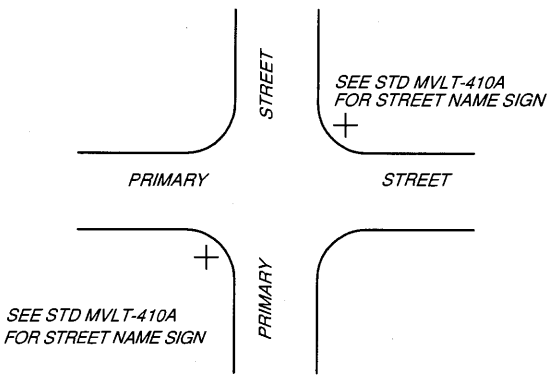 STREET
SEE STD MVLT-410A
FOR STREET NAME SIGN
PRIMARY
STREET
PRIMARY
SEE STD MVLT-410A
FOR STREET NAME SIGN